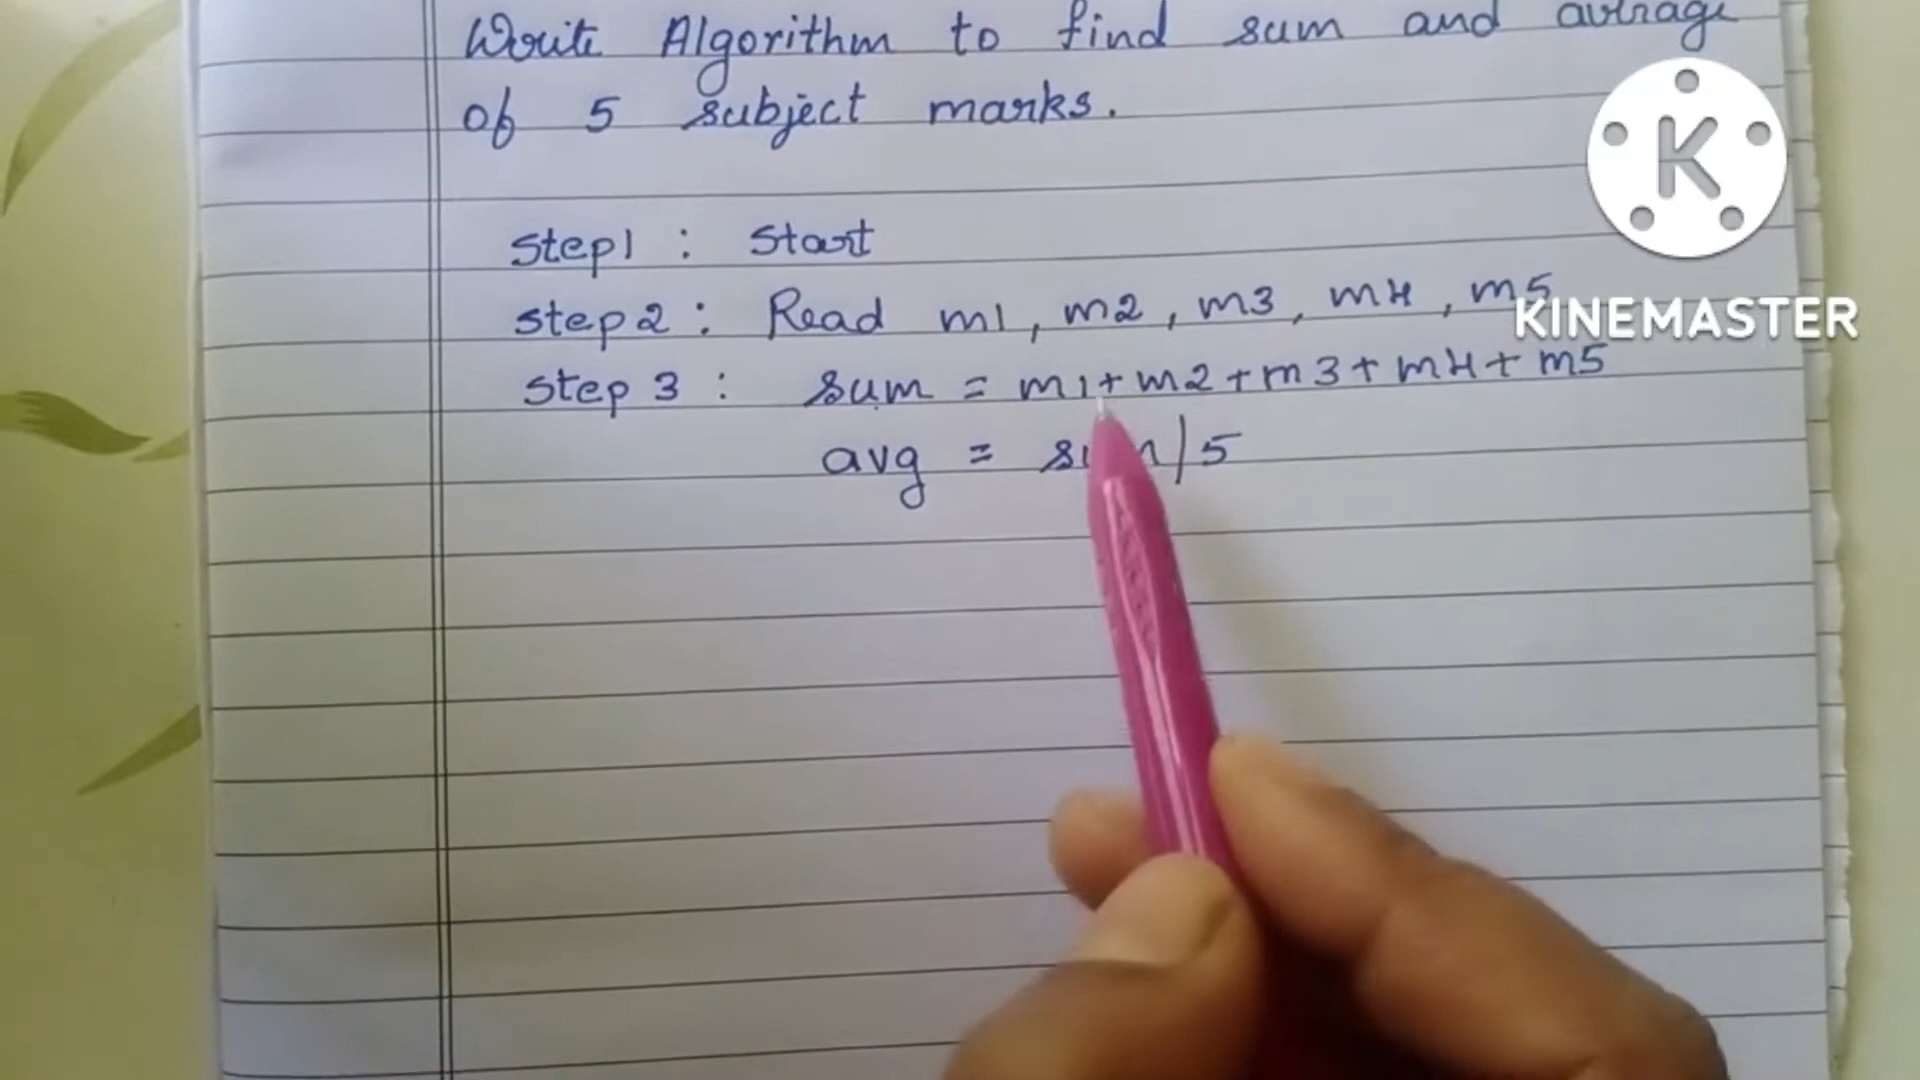 Write Algorithm to find sum and average
of 5 subject marks.
Step1 : Start
Step2 : Read m1, m2, m3, m4, m5
Step 3 : sum = m1+m2+m3+m4+m5
avg = sum/5
K
KINEMASTER